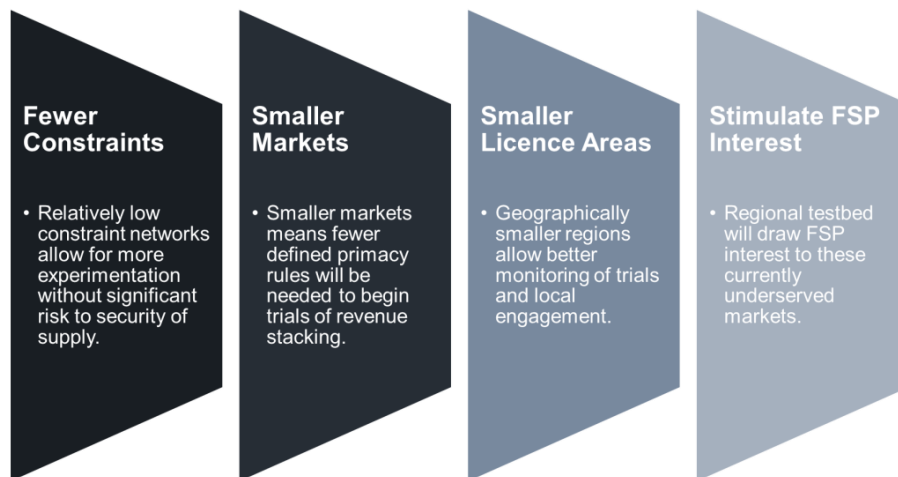 Fewer
Constraints
• Relatively low
constraint networks
allow for more
experimentation
without significant
risk to security of
supply.
Smaller
Markets
• Smaller markets
means fewer
defined primacy
rules will be
needed to begin
trials of revenue
stacking.
Smaller
Licence Areas
• Geographically
smaller regions
allow better
monitoring of trials
and local
engagement.
Stimulate FSP
Interest
• Regional testbed
will draw FSP
interest to these
currently
underserved
markets.